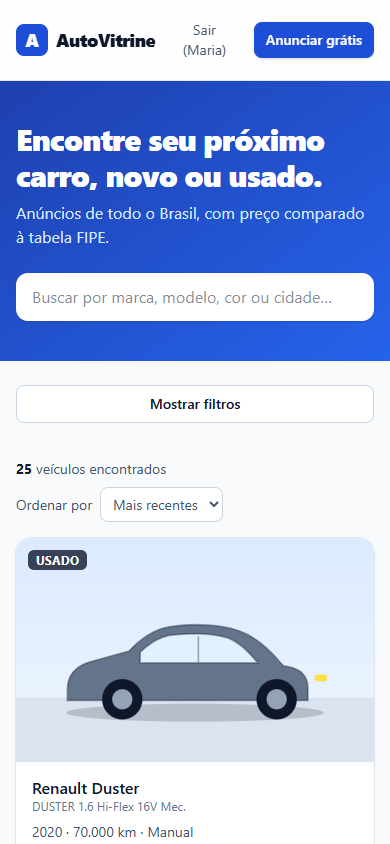 A AutoVitrine
Sair
(Maria)
Anunciar grátis
Encontre seu próximo
carro, novo ou usado.
Anúncios de todo o Brasil, com preço comparado
à tabela FIPE.
Buscar por marca, modelo, cor ou cidade...
Mostrar filtros
25 veículos encontrados
Ordenar por Mais recentes
USADO
Renault Duster
DUSTER 1.6 Hi-Flex 16V Mec.
2020 · 70.000 km · Manual